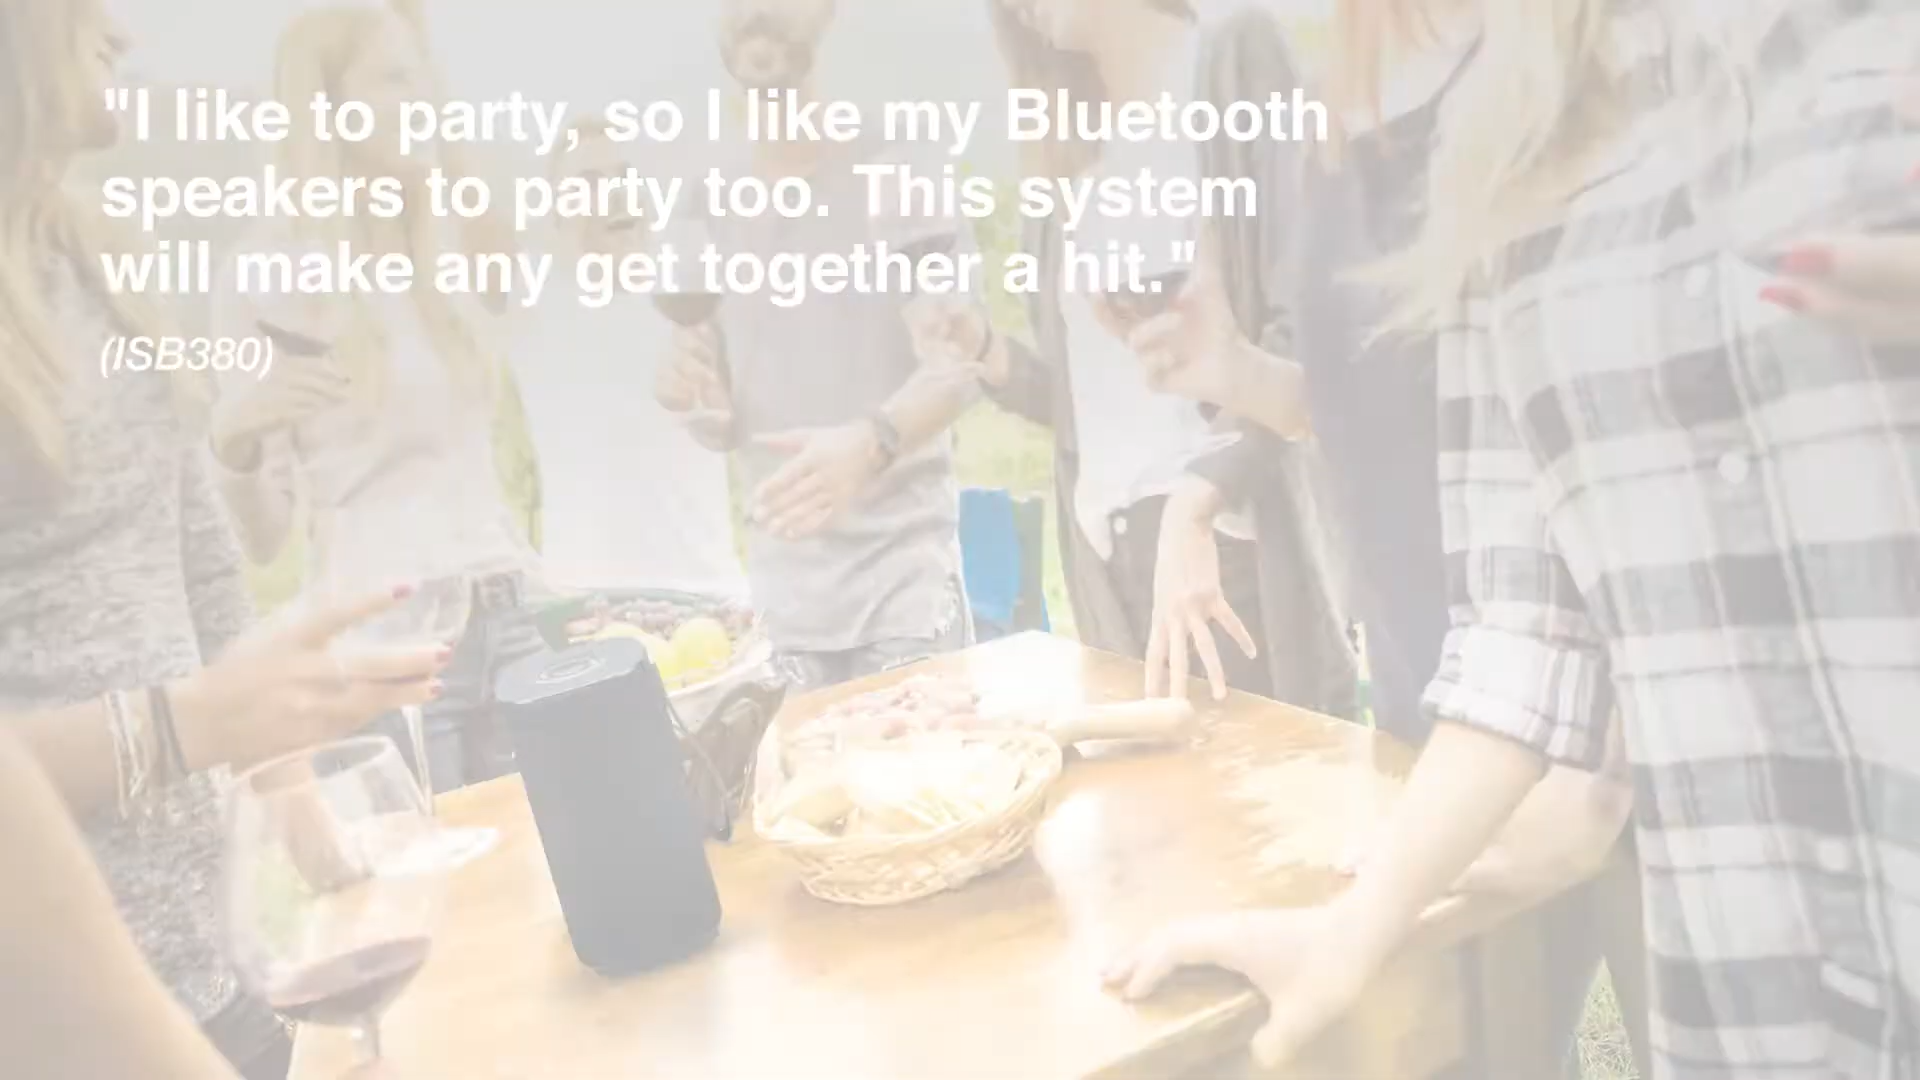 "I like to party, so I like my Bluetooth
speakers to party too. This system
will make any get together a hit."
(ISB380)